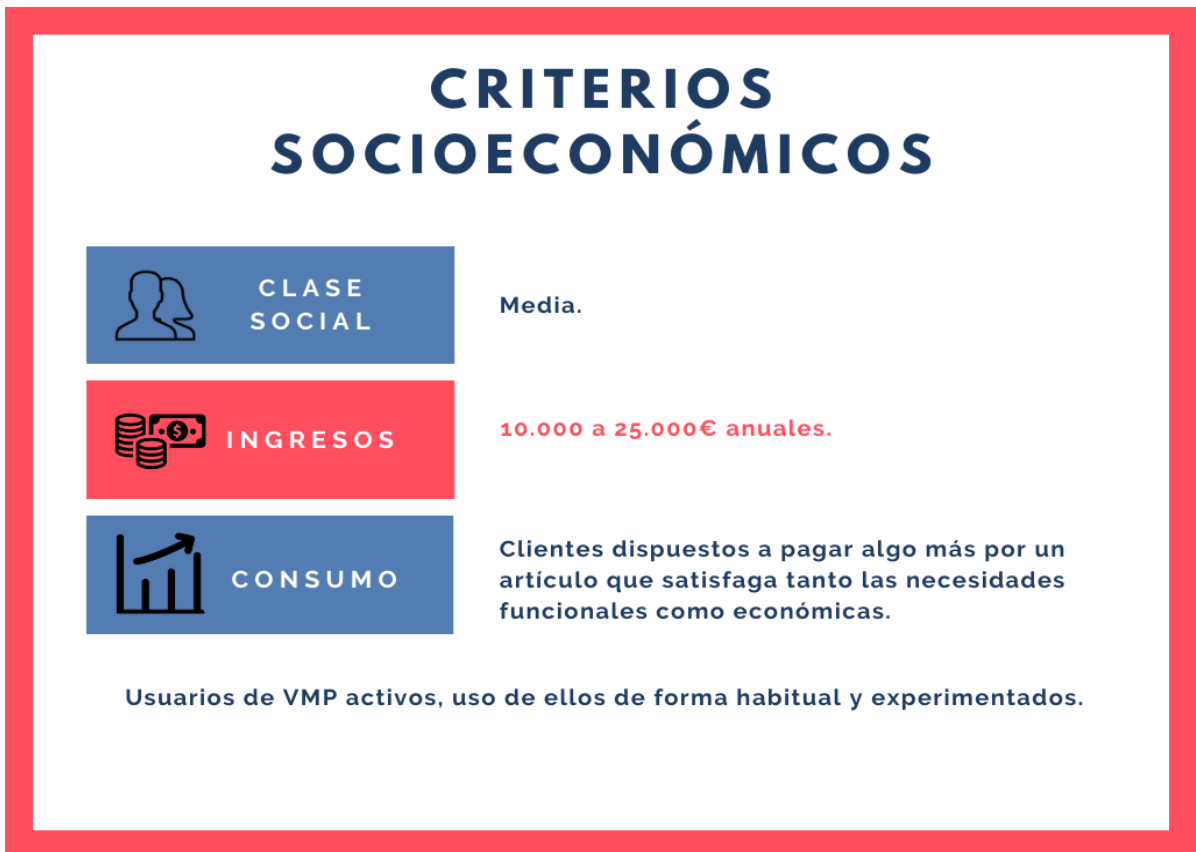 CRITERIOS
SOCIOECONÓMICOS
CLASE
SOCIAL
Media.
INGRESOS
10.000 a 25.000€ anuales.
CONSUMO
Clientes dispuestos a pagar algo más por un
artículo que satisfaga tanto las necesidades
funcionales como económicas.
Usuarios de VMP activos, uso de ellos de forma habitual y experimentados.